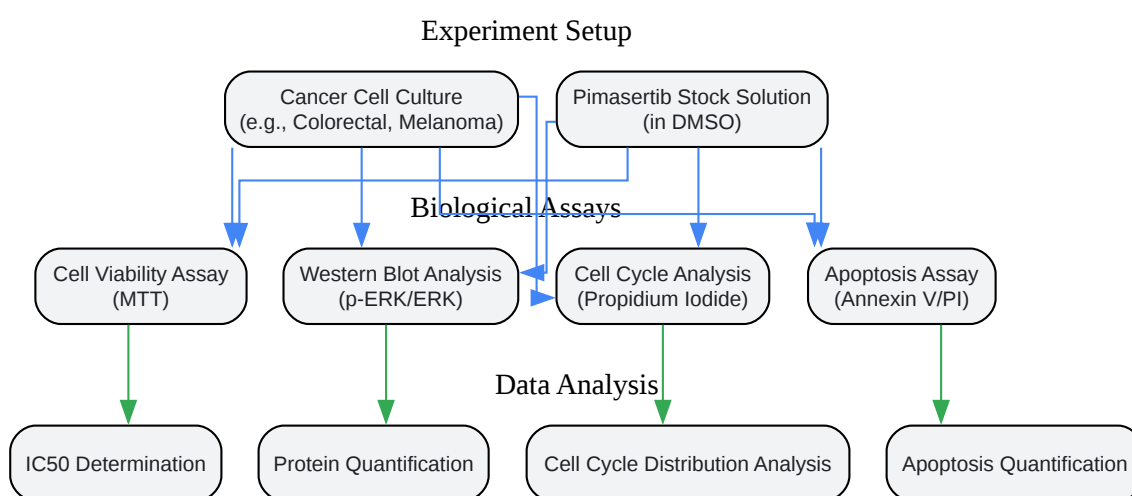 Experiment Setup
Cancer Cell Culture
(e.g., Colorectal, Melanoma)
Pimasertib Stock Solution
(in DMSO)
Biological Assays
Cell Viability Assay
(MTT)
Western Blot Analysis
(p-ERK/ERK)
Cell Cycle Analysis
(Propidium Iodide)
Apoptosis Assay
(Annexin V/PI)
Data Analysis
IC50 Determination
Protein Quantification
Cell Cycle Distribution Analysis
Apoptosis Quantification